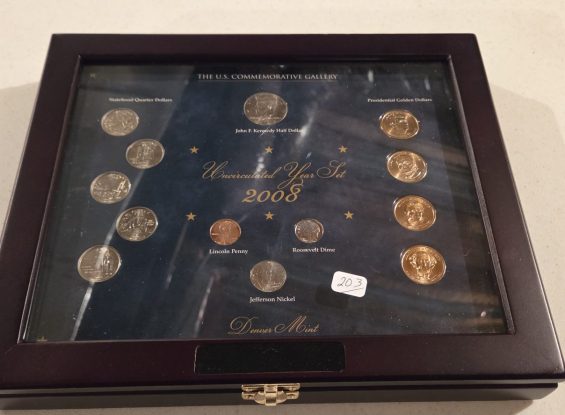 THE U.S. COMMEMORATIVE GALLERY
Statehood Quarter Dollars
Presidential Golden Dollars
John F. Kennedy Half Dollar
Uncirculated Year Set
2008
Lincoln Penny
Roosevelt Dime
Jefferson Nickel
203
Denver Mint